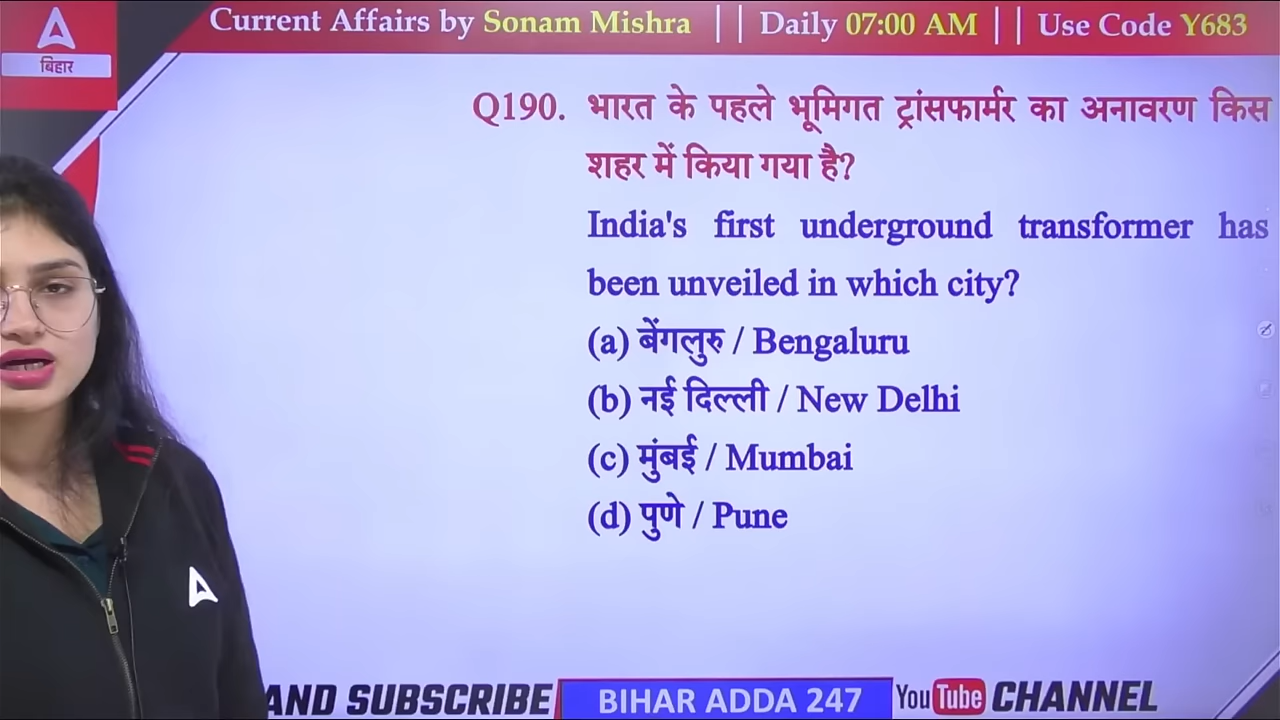 Current Affairs by Sonam Mishra || Daily 07:00 AM || Use Code Y683
बिहार
Q190. भारत के पहले भूमिगत ट्रांसफार्मर का अनावरण किस
शहर में किया गया है?
India's first underground transformer has
been unveiled in which city?
(a) बेंगलुरु / Bengaluru
(b) नई दिल्ली / New Delhi
(c) मुंबई / Mumbai
(d) पुणे / Pune
AND SUBSCRIBE BIHAR ADDA 247 YouTube CHANNEL